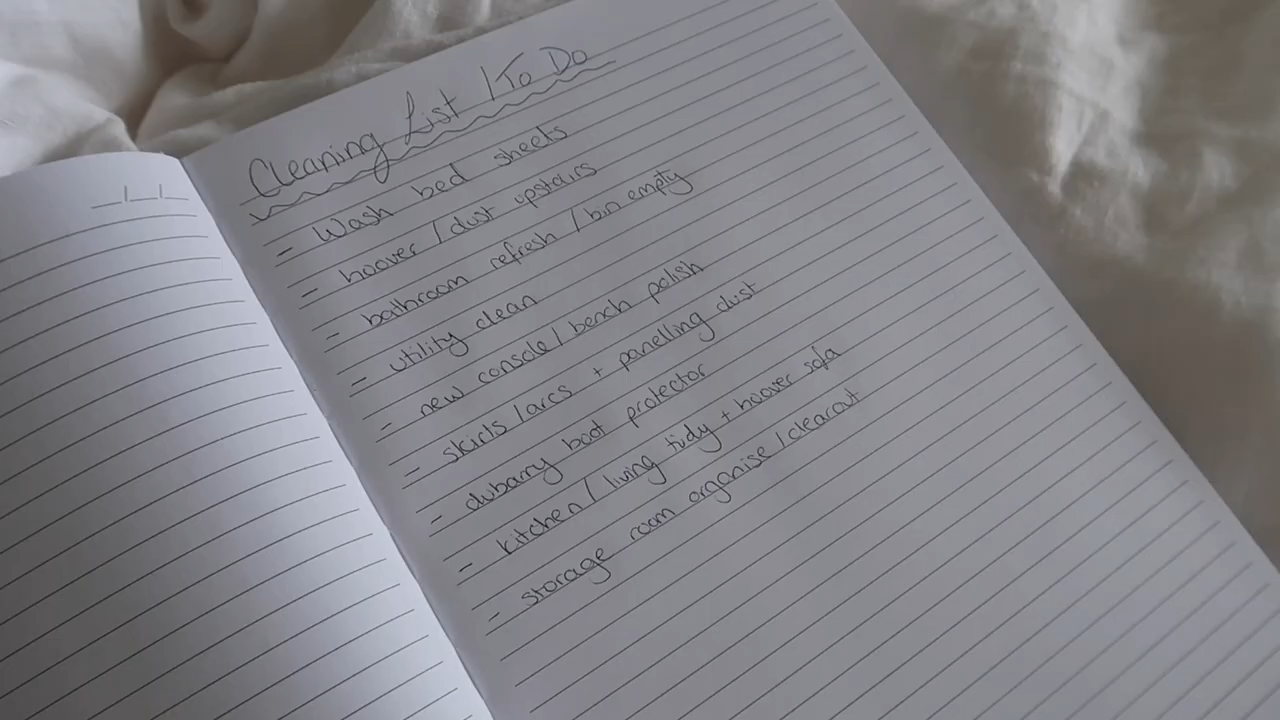 Cleaning List / To Do
- Wash bed sheets
- hoover / dust upstairs
- bathroom refresh / bin empty
- utility clean
- new console / bench polish
- skirts / arcs + panelling dust
- dubarry boot protector
- kitchen / living tidy + hoover sofa
- storage room organise / clearout